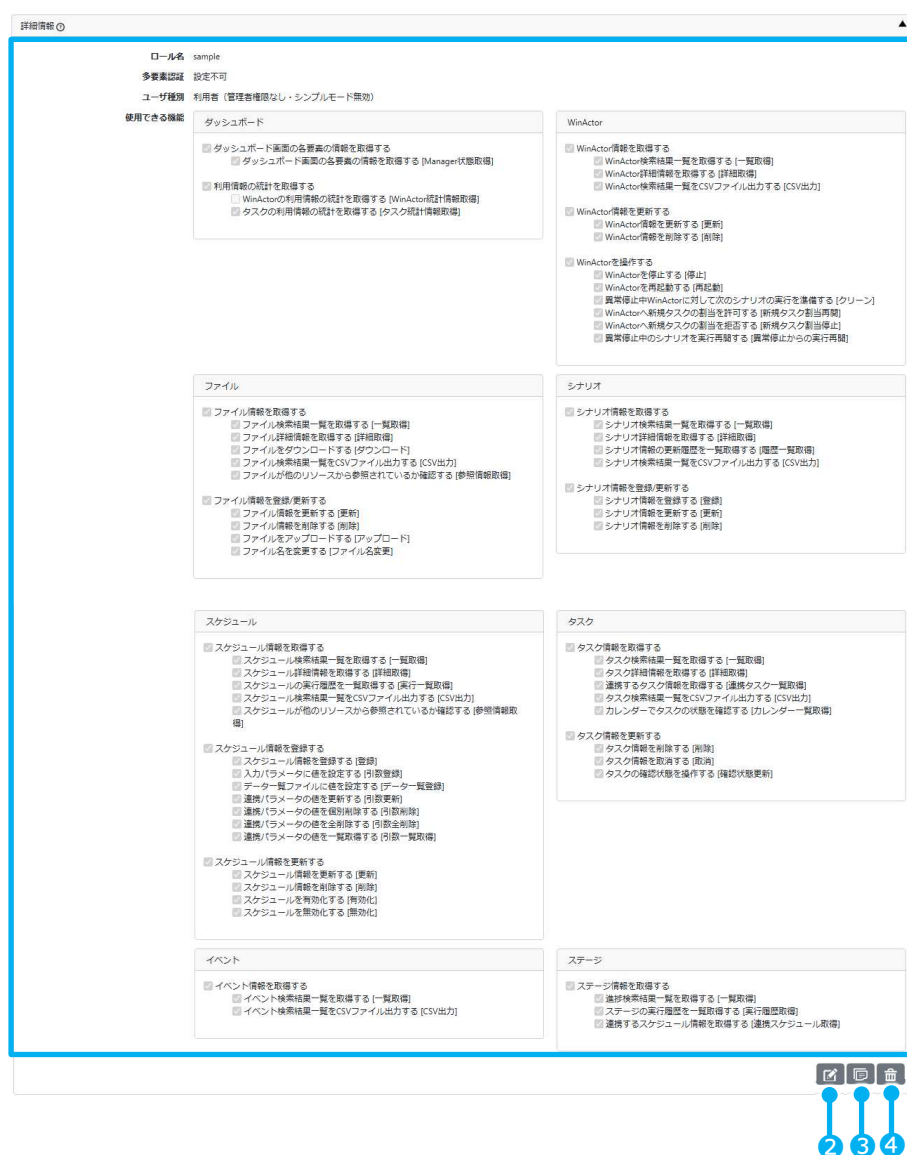 詳細情報
ロール名 sample
多要素認証 設定不可
ユーザ種別 利用者（管理者権限なし・シンプルモード無効）
使用できる機能
ダッシュボード
ダッシュボード画面の各要素の情報を取得する
ダッシュボード画面の各要素の情報を取得する [Manager状態取得]
利用情報の統計を取得する
WinActorの利用情報の統計を取得する [WinActor統計情報取得]
タスクの利用情報の統計を取得する [タスク統計情報取得]
WinActor
WinActor情報を取得する
WinActor検索結果一覧を取得する [一覧取得]
WinActor詳細情報を取得する [詳細取得]
WinActor検索結果一覧をCSVファイル出力する [CSV出力]
WinActor情報を更新する
WinActor情報を更新する [更新]
WinActor情報を削除する [削除]
WinActorを操作する
WinActorを停止する [停止]
WinActorを再起動する [再起動]
異常停止中WinActorに対して次のシナリオの実行を準備する [クリーン]
WinActorへ新規タスクの割当を許可する [新規タスク割当再開]
WinActorへ新規タスクの割当を拒否する [新規タスク割当停止]
異常停止中のシナリオを実行再開する [異常停止からの実行再開]
ファイル
ファイル情報を取得する
ファイル検索結果一覧を取得する [一覧取得]
ファイル詳細情報を取得する [詳細取得]
ファイルをダウンロードする [ダウンロード]
ファイル検索結果一覧をCSVファイル出力する [CSV出力]
ファイルが他のリソースから参照されているか確認する [参照情報取得]
ファイル情報を登録/更新する
ファイル情報を更新する [更新]
ファイル情報を削除する [削除]
ファイルをアップロードする [アップロード]
ファイル名を変更する [ファイル名変更]
シナリオ
シナリオ情報を取得する
シナリオ検索結果一覧を取得する [一覧取得]
シナリオ詳細情報を取得する [詳細取得]
シナリオ情報の更新履歴を一覧取得する [履歴一覧取得]
シナリオ検索結果一覧をCSVファイル出力する [CSV出力]
シナリオ情報を登録/更新する
シナリオ情報を登録する [登録]
シナリオ情報を更新する [更新]
シナリオ情報を削除する [削除]
スケジュール
スケジュール情報を取得する
スケジュール検索結果一覧を取得する [一覧取得]
スケジュール詳細情報を取得する [詳細取得]
スケジュールの実行履歴を一覧取得する [実行一覧取得]
スケジュール検索結果一覧をCSVファイル出力する [CSV出力]
スケジュールが他のリソースから参照されているか確認する [参照情報取
得]
スケジュール情報を登録する
スケジュール情報を登録する [登録]
入力パラメータに値を設定する [引数登録]
データ一覧ファイルに値を設定する [データ一覧登録]
連携パラメータの値を更新する [引数更新]
連携パラメータの値を個別削除する [引数削除]
連携パラメータの値を全削除する [引数全削除]
連携パラメータの値を一覧取得する [引数一覧取得]
スケジュール情報を更新する
スケジュール情報を更新する [更新]
スケジュール情報を削除する [削除]
スケジュールを有効化する [有効化]
スケジュールを無効化する [無効化]
タスク
タスク情報を取得する
タスク検索結果一覧を取得する [一覧取得]
タスク詳細情報を取得する [詳細取得]
連携するタスク情報を取得する [連携タスク一覧取得]
タスク検索結果一覧をCSVファイル出力する [CSV出力]
カレンダーでタスクの状態を確認する [カレンダー一覧取得]
タスク情報を更新する
タスク情報を削除する [削除]
タスク情報を取消する [取消]
タスクの確認状態を操作する [確認状態更新]
イベント
イベント情報を取得する
イベント検索結果一覧を取得する [一覧取得]
イベント検索結果一覧をCSVファイル出力する [CSV出力]
ステージ
ステージ情報を取得する
進捗検索結果一覧を取得する [一覧取得]
ステージの実行履歴を一覧取得する [実行履歴取得]
連携するスケジュール情報を取得する [連携スケジュール取得]
2 3 4